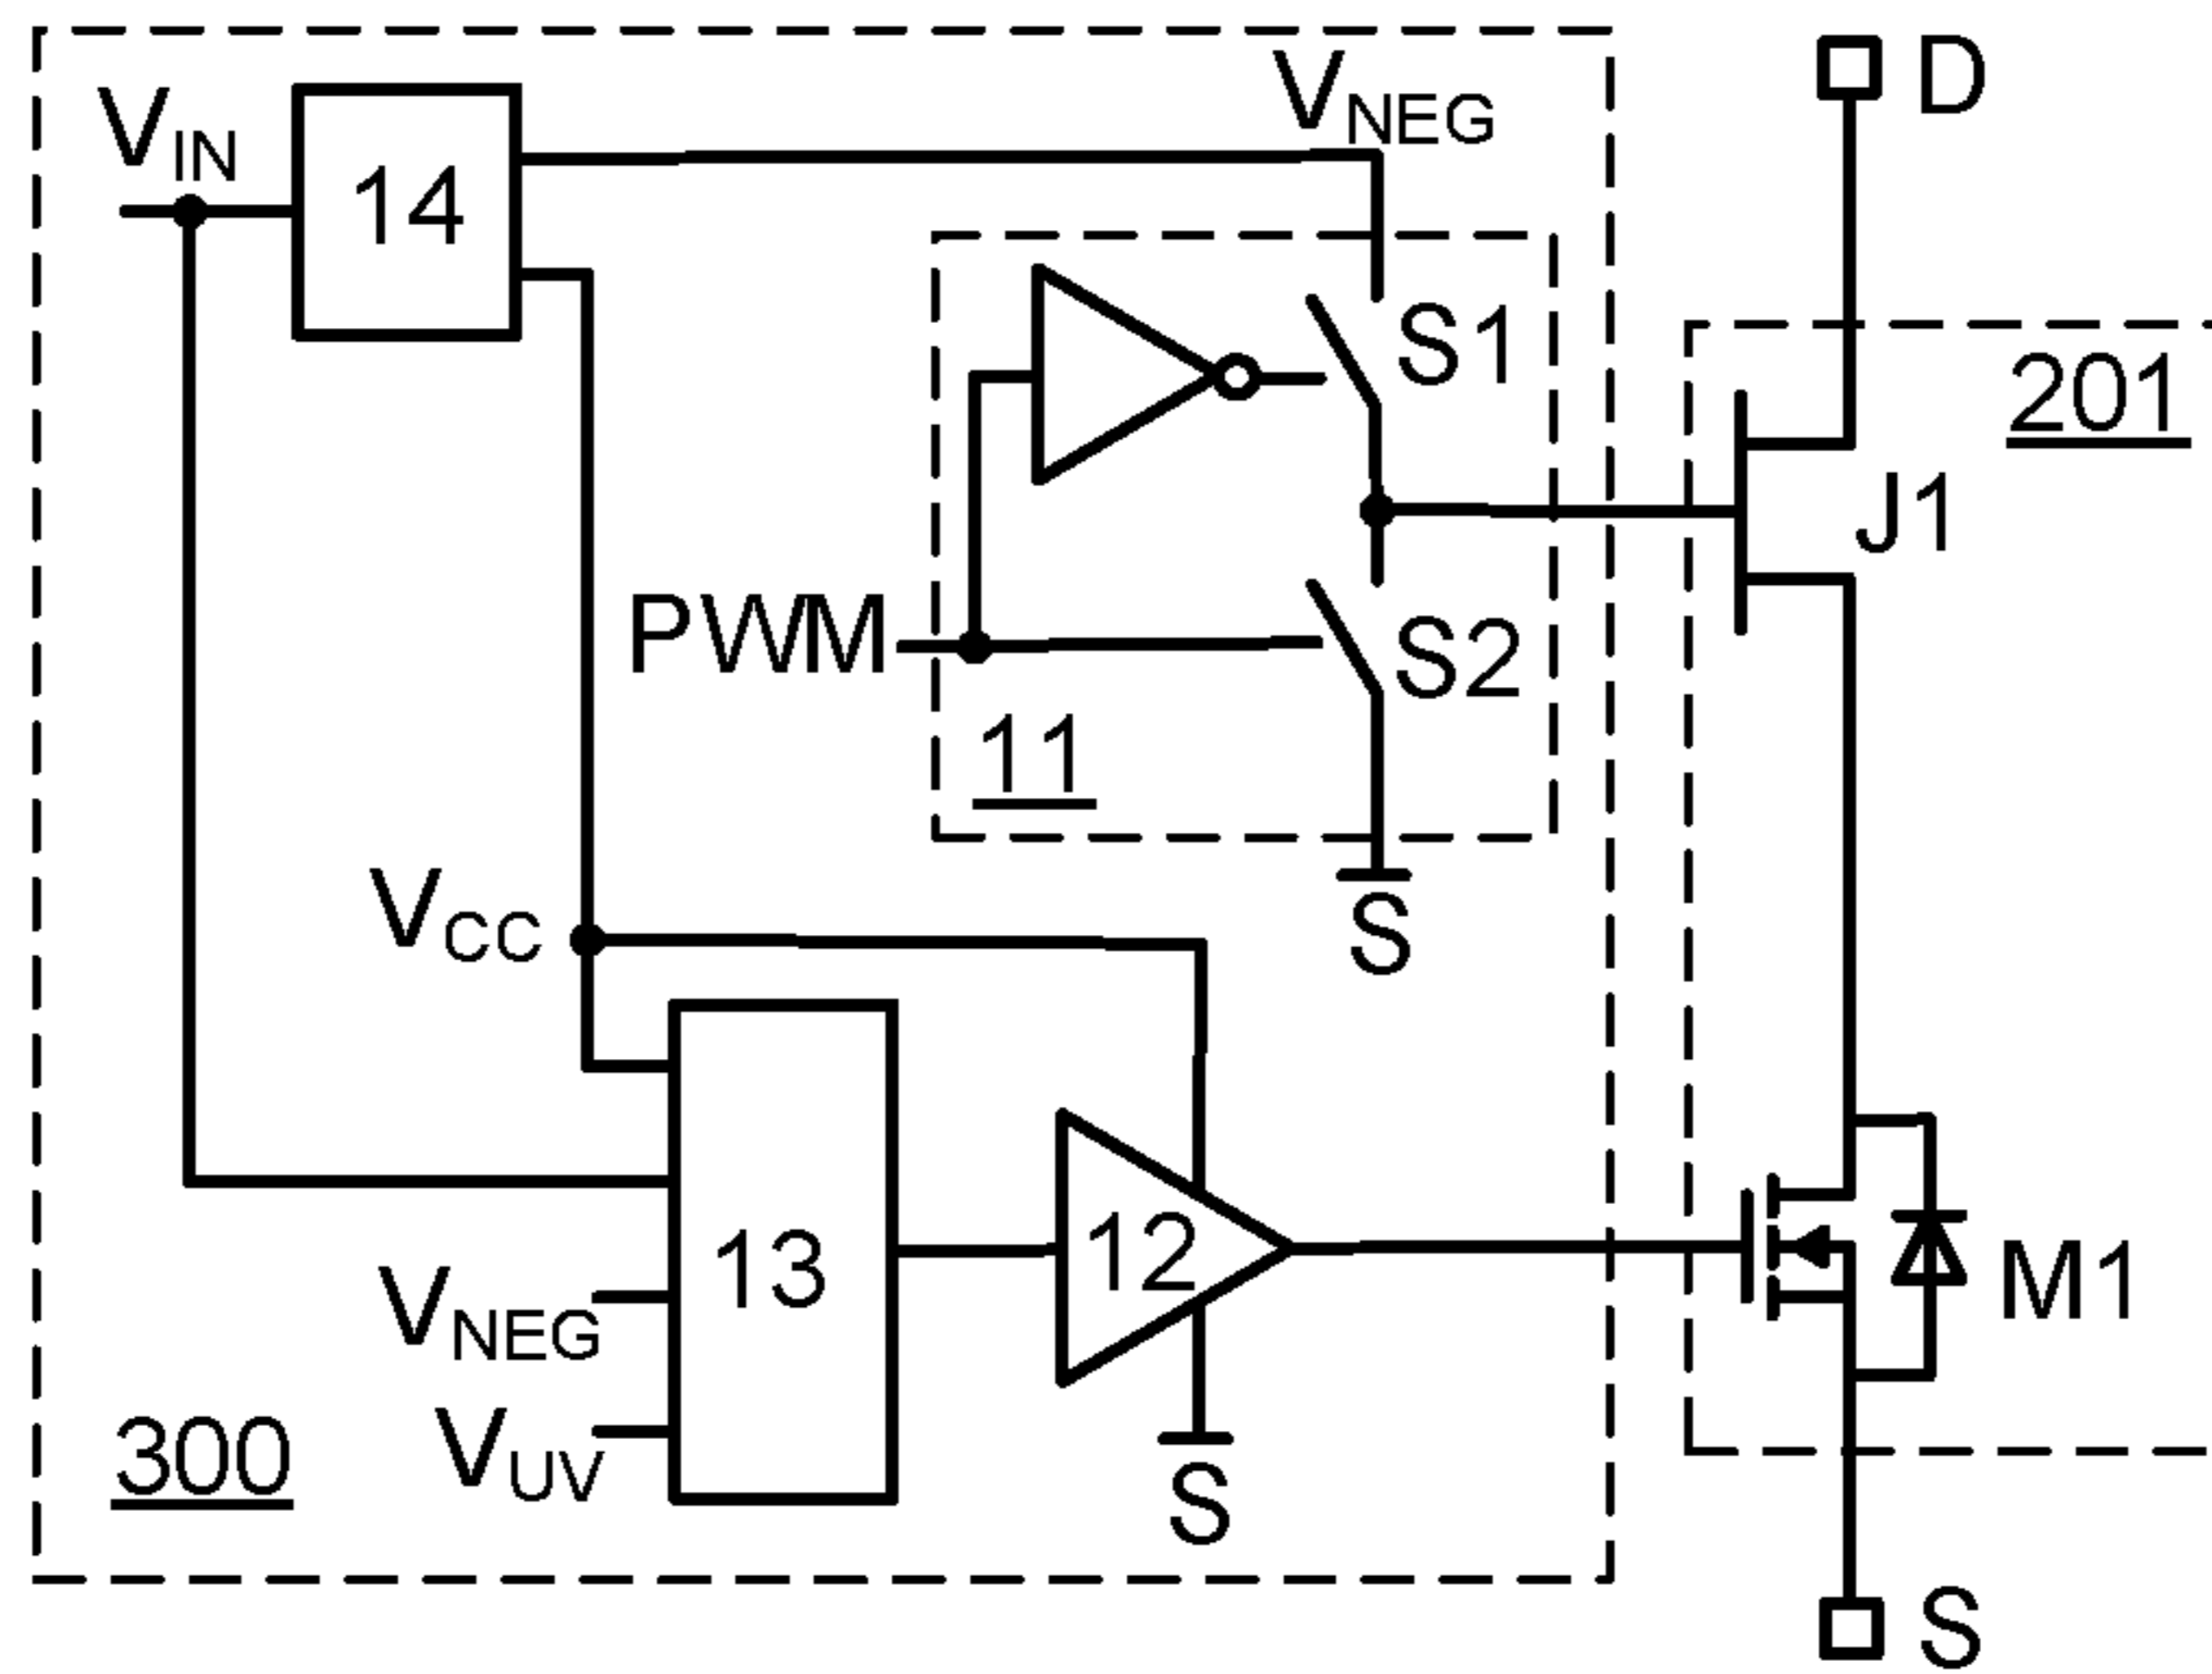 D
V_NEG
V_IN
14
S1
201
J1
PWM
S2
11
V_CC
S
13
12
M1
V_NEG
V_UV
300
S
S